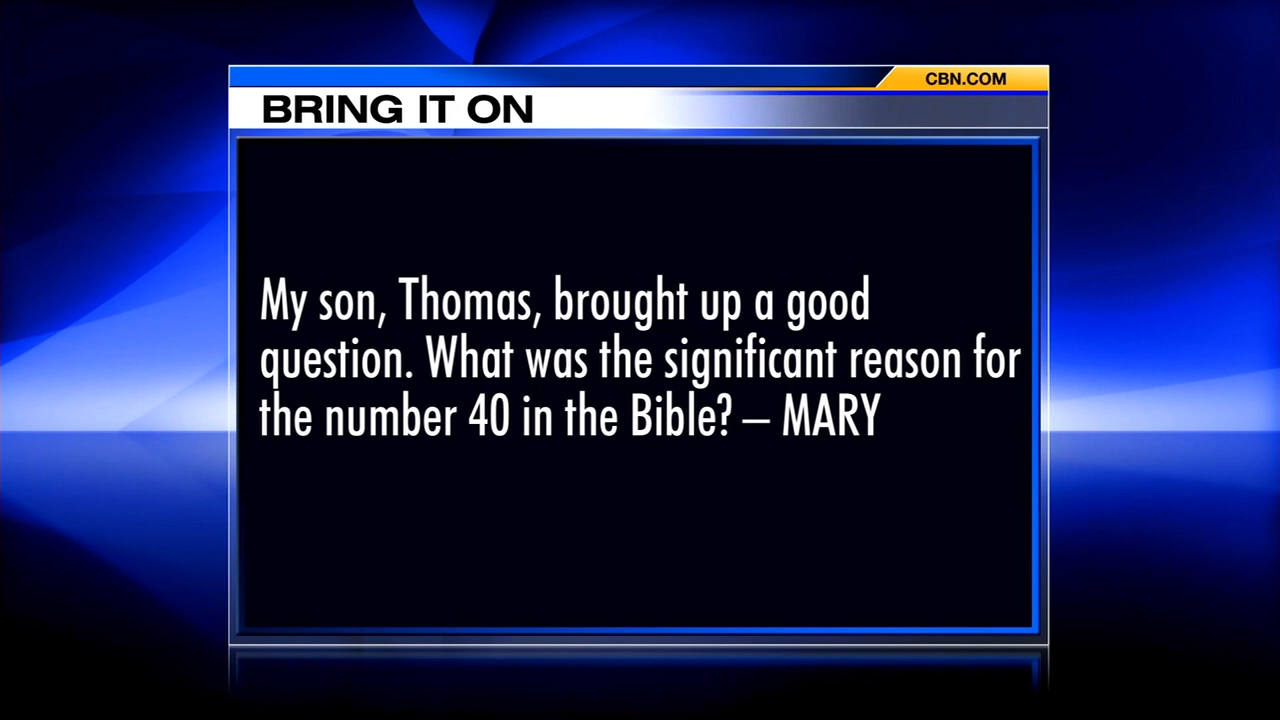 CBN.COM
BRING IT ON
My son, Thomas, brought up a good
question. What was the significant reason for
the number 40 in the Bible? – MARY